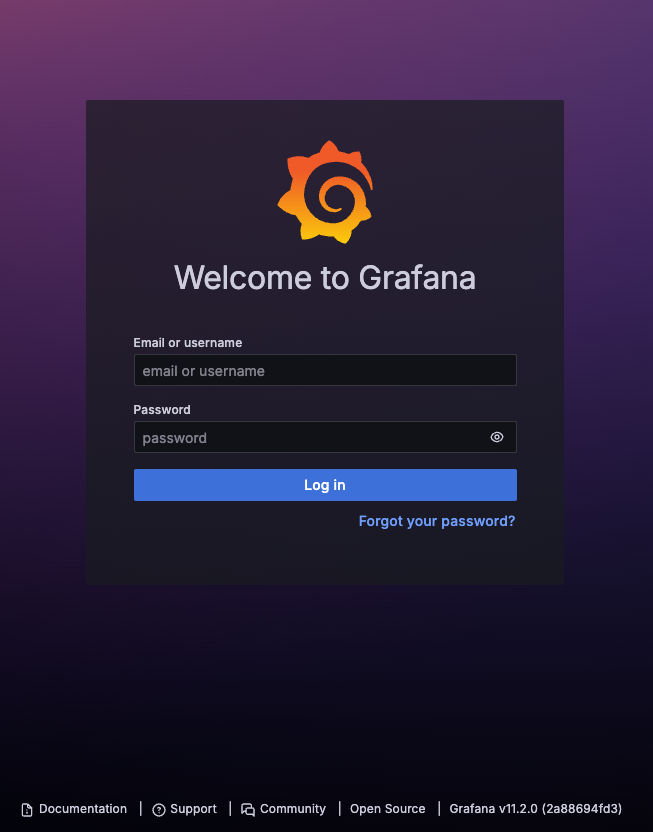 Welcome to Grafana
Email or username
email or username
Password
password
Log in
Forgot your password?
Documentation | Support | Community | Open Source | Grafana v11.2.0 (2a88694fd3)